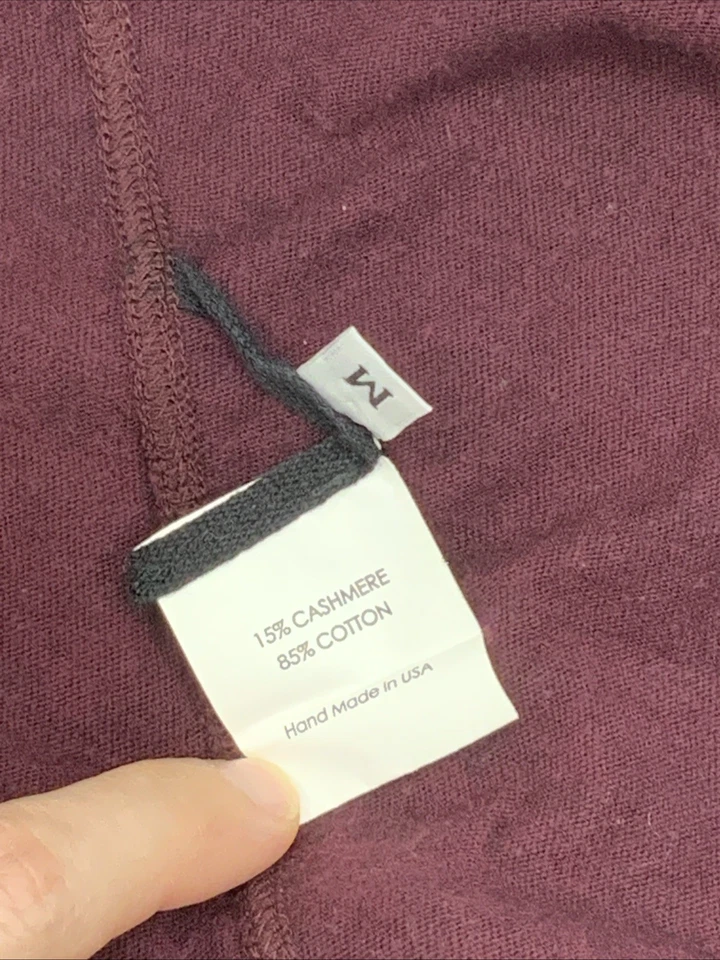 M
15% CASHMERE
85% COTTON
Hand Made in USA